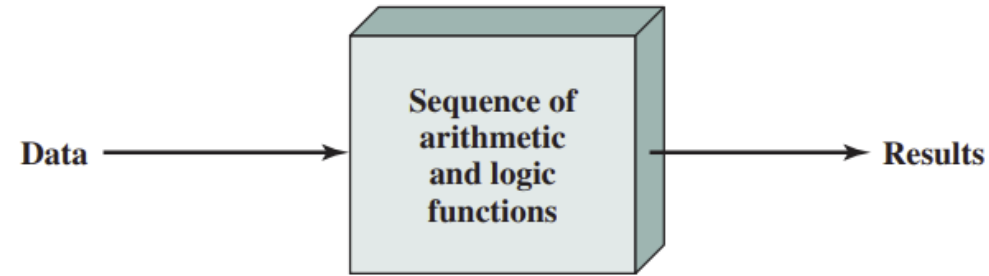 Data
Sequence of
arithmetic
and logic
functions
Results